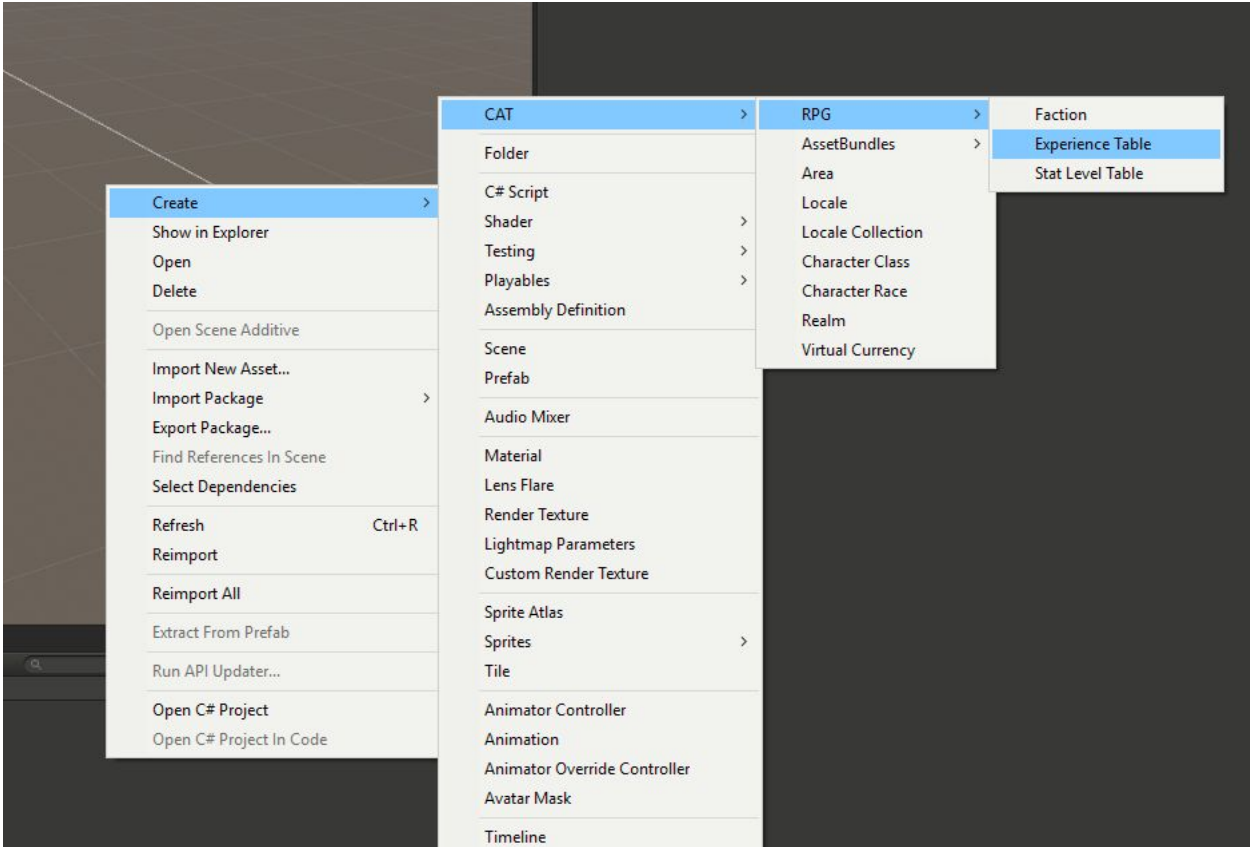 Create
Show in Explorer
Open
Delete
Open Scene Additive
Import New Asset...
Import Package
Export Package...
Find References In Scene
Select Dependencies
Refresh Ctrl+R
Reimport
Reimport All
Extract From Prefab
Run API Updater...
Open C# Project
Open C# Project In Code
CAT
Folder
C# Script
Shader
Testing
Playables
Assembly Definition
Scene
Prefab
Audio Mixer
Material
Lens Flare
Render Texture
Lightmap Parameters
Custom Render Texture
Sprite Atlas
Sprites
Tile
Animator Controller
Animation
Animator Override Controller
Avatar Mask
Timeline
RPG
AssetBundles
Area
Locale
Locale Collection
Character Class
Character Race
Realm
Virtual Currency
Faction
Experience Table
Stat Level Table